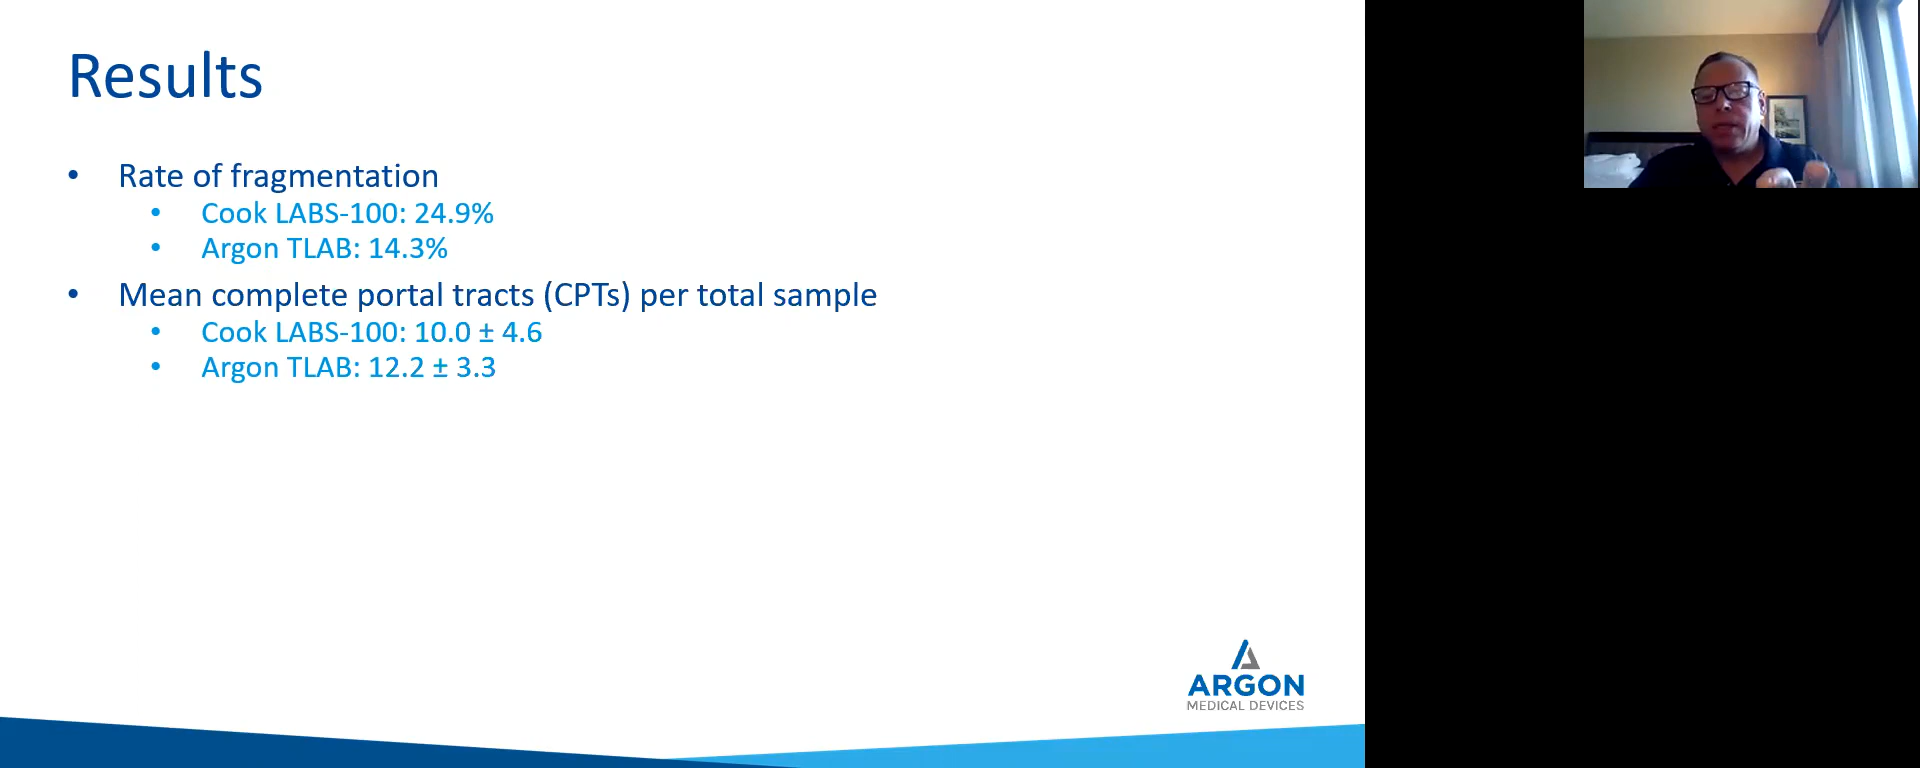 Results
• Rate of fragmentation
• Cook LABS-100: 24.9%
• Argon TLAB: 14.3%
• Mean complete portal tracts (CPTs) per total sample
• Cook LABS-100: 10.0 ± 4.6
• Argon TLAB: 12.2 ± 3.3
ARGON
MEDICAL DEVICES